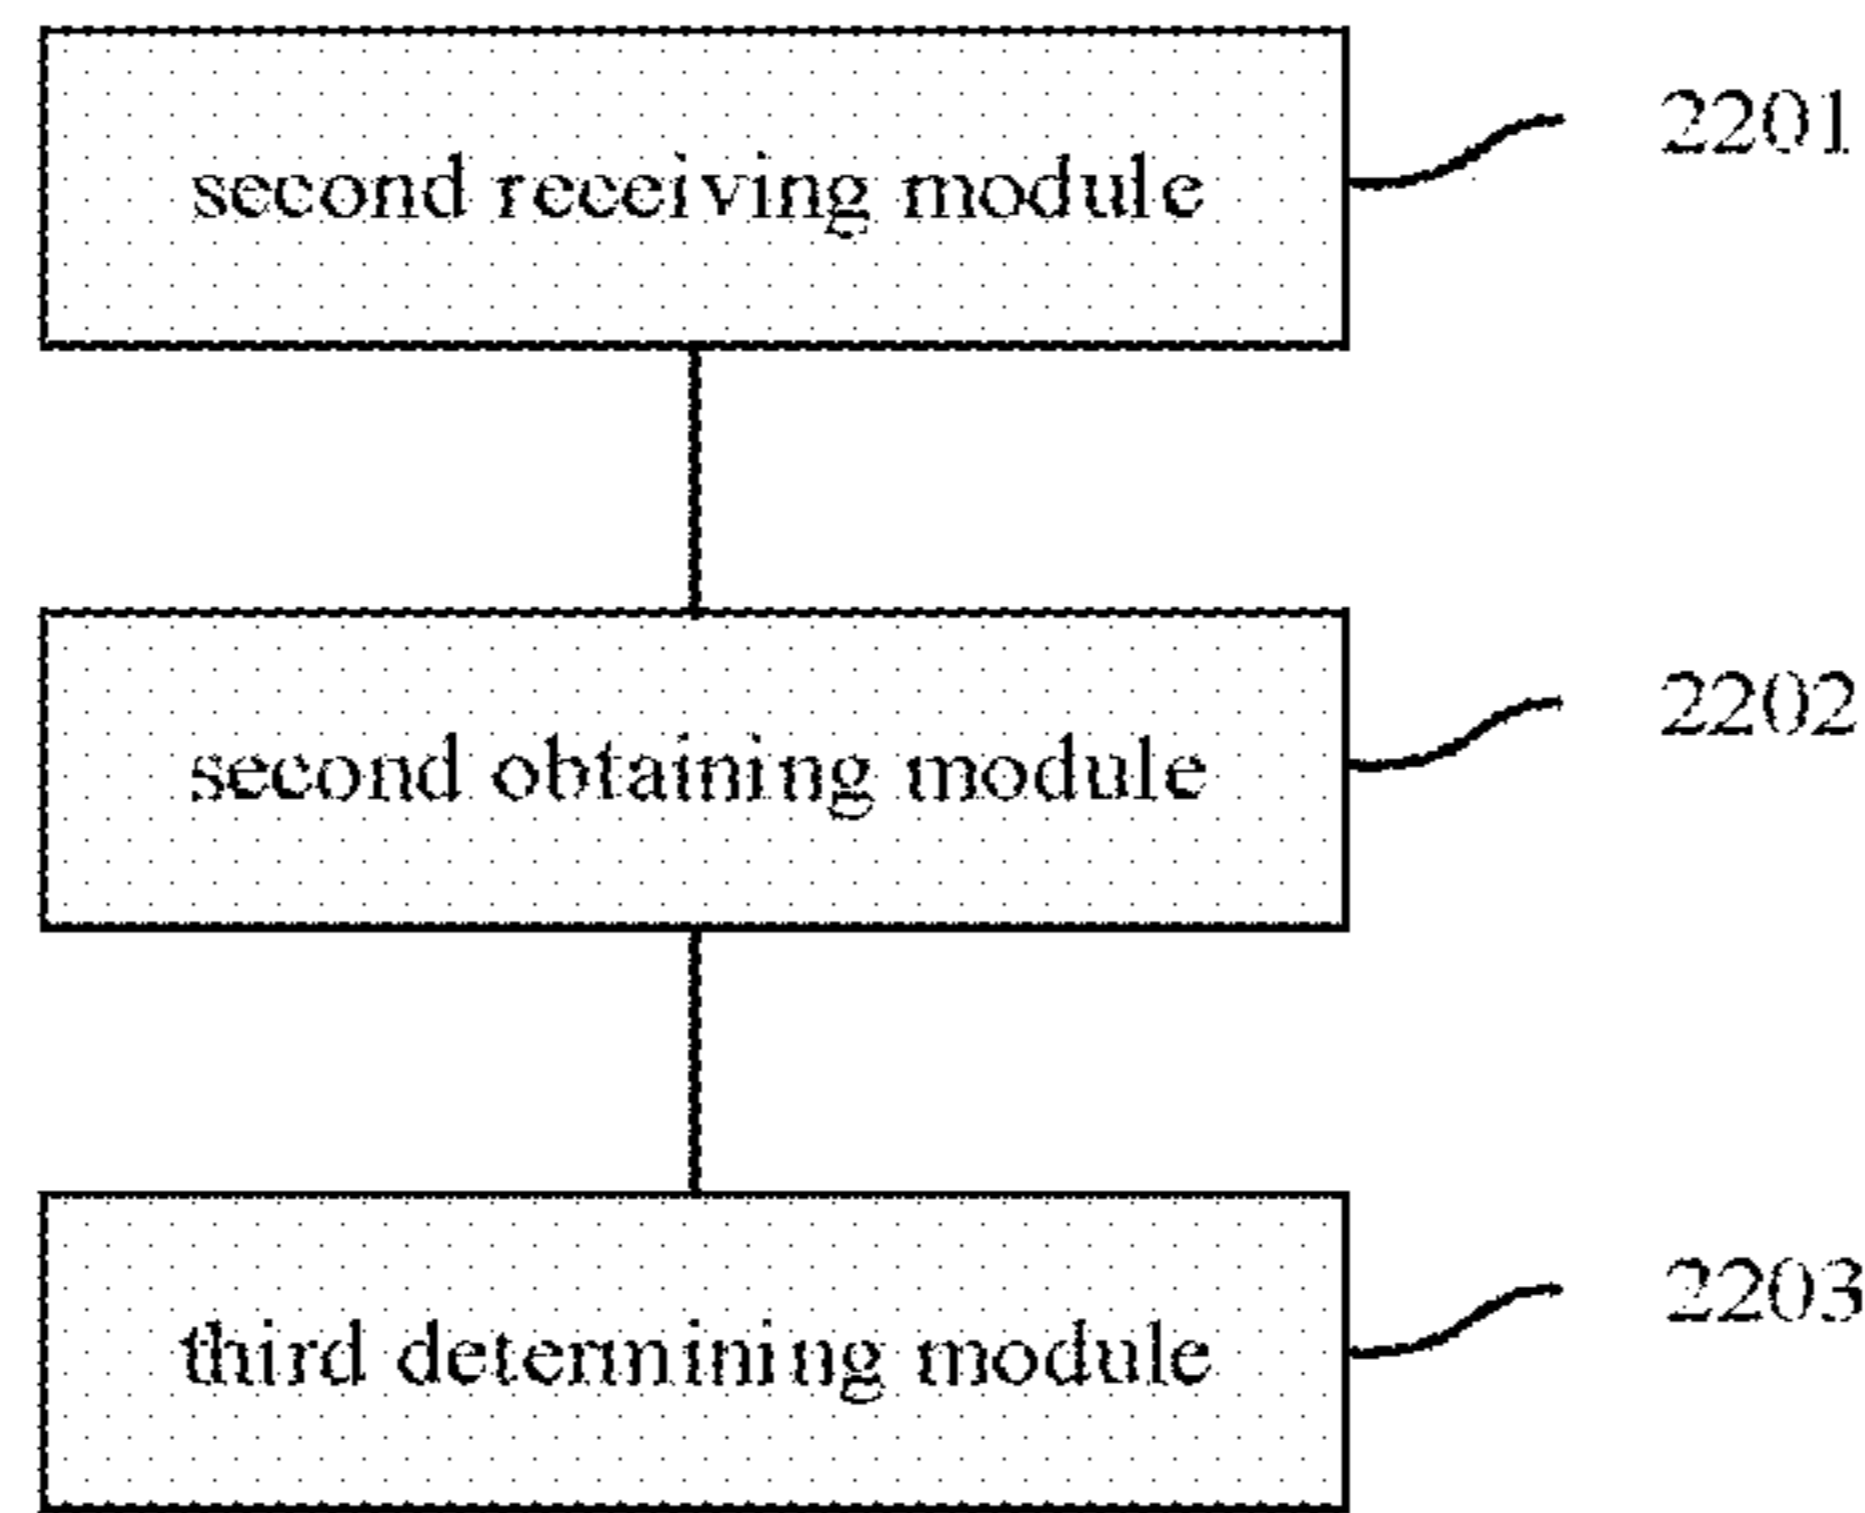 second receiving module
2201
second obtaining module
2202
third determining module
2203